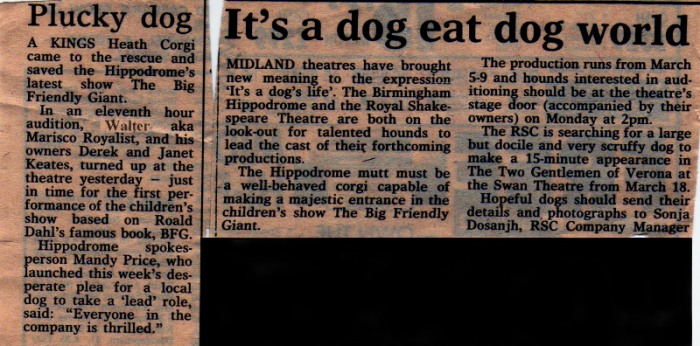 Plucky dog
A KINGS Heath Corgi
came to the rescue and
saved the Hippodrome's
latest show The Big
Friendly Giant.
In an eleventh hour
audition, Walter aka
Marisco Royalist, and his
owners Derek and Janet
Keates, turned up at the
theatre yesterday — just
in time for the first per-
formance of the children's
show based on Roald
Dahl's famous book, BFG.
Hippodrome spokes-
person Mandy Price, who
launched this week's des-
perate plea for a local
dog to take a 'lead' role,
said: "Everyone in the
company is thrilled."
It's a dog eat dog world
MIDLAND theatres have brought
new meaning to the expression
'It's a dog's life'. The Birmingham
Hippodrome and the Royal Shake-
speare Theatre are both on the
look-out for talented hounds to
lead the cast of their forthcoming
productions.
The Hippodrome mutt must be
a well-behaved corgi capable of
making a majestic entrance in the
children's show The Big Friendly
Giant.
The production runs from March
5-9 and hounds interested in aud-
itioning should be at the theatre's
stage door (accompanied by their
owners) on Monday at 2pm.
The RSC is searching for a large
but docile and very scruffy dog to
make a 15-minute appearance in
The Two Gentlemen of Verona at
the Swan Theatre from March 18.
Hopeful dogs should send their
details and photographs to Sonja
Dosanjh, RSC Company Manager